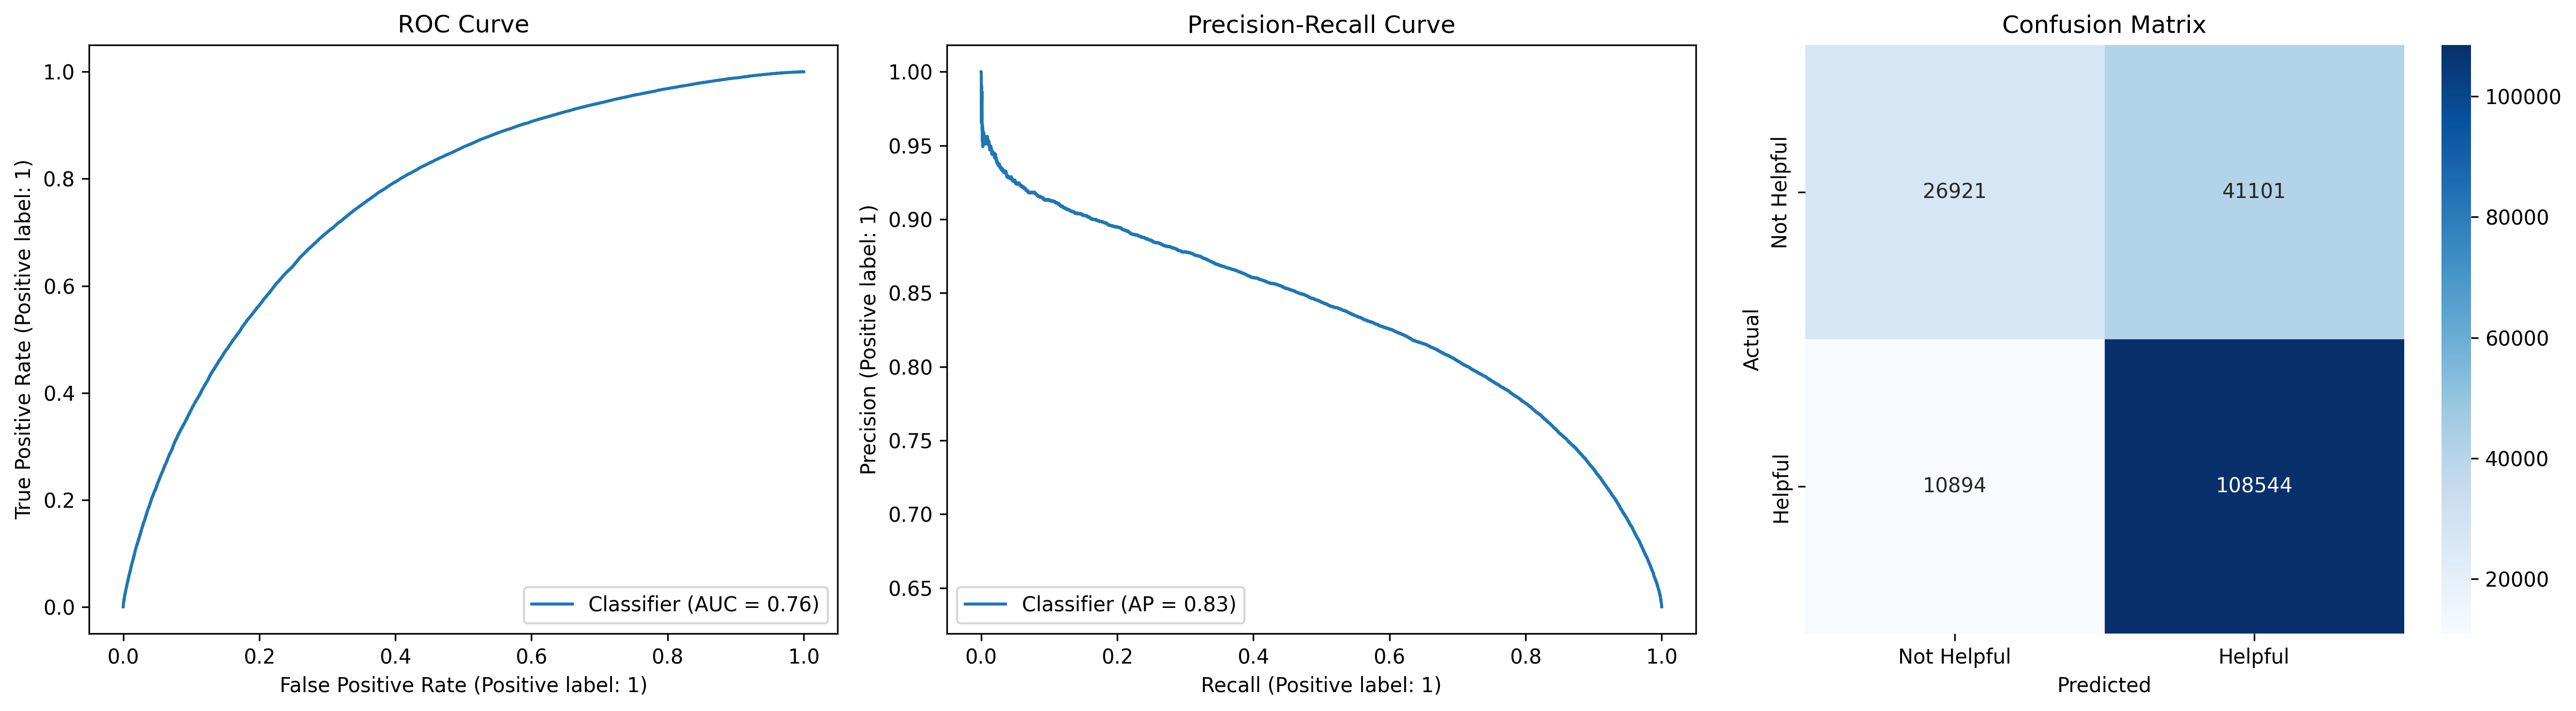 ROC Curve
True Positive Rate (Positive label: 1)
1.0
0.8
0.6
0.4
0.2
0.0
Classifier (AUC = 0.76)
0.0 0.2 0.4 0.6 0.8 1.0
False Positive Rate (Positive label: 1)
Precision-Recall Curve
Precision (Positive label: 1)
1.00
0.95
0.90
0.85
0.80
0.75
0.70
0.65
Classifier (AP = 0.83)
0.0 0.2 0.4 0.6 0.8 1.0
Recall (Positive label: 1)
Confusion Matrix
Actual
Not Helpful
26921 41101
Helpful
10894 108544
Not Helpful Helpful
Predicted
100000
80000
60000
40000
20000